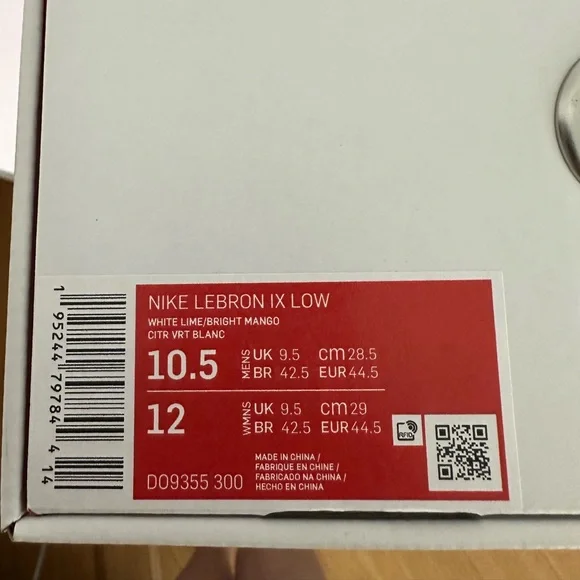 NIKE LEBRON IX LOW
WHITE LIME/BRIGHT MANGO
CITR VRT BLANC
10.5 MENS UK 9.5 cm 28.5
BR 42.5 EUR 44.5
12 WMNS UK 9.5 cm 29
BR 42.5 EUR 44.5
RFID
DO9355 300
MADE IN CHINA /
FABRIQUE EN CHINE /
FABRICADO NA CHINA /
HECHO EN CHINA
1 95244 79784 4 14